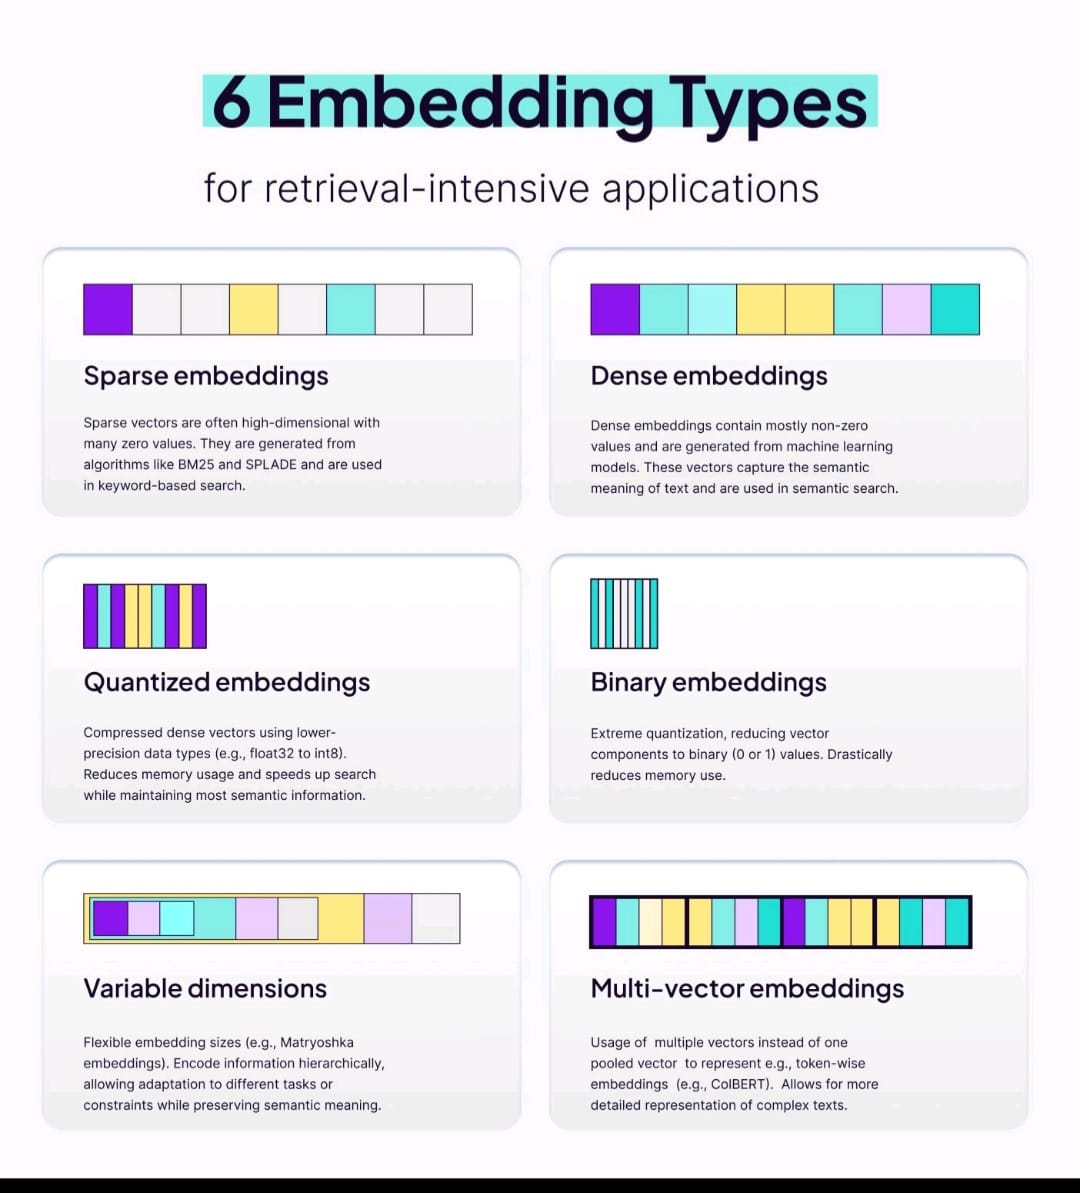 6 Embedding Types
for retrieval-intensive applications
Sparse embeddings
Sparse vectors are often high-dimensional with
many zero values. They are generated from
algorithms like BM25 and SPLADE and are used
in keyword-based search.
Dense embeddings
Dense embeddings contain mostly non-zero
values and are generated from machine learning
models. These vectors capture the semantic
meaning of text and are used in semantic search.
Quantized embeddings
Compressed dense vectors using lower-
precision data types (e.g., float32 to int8).
Reduces memory usage and speeds up search
while maintaining most semantic information.
Binary embeddings
Extreme quantization, reducing vector
components to binary (0 or 1) values. Drastically
reduces memory use.
Variable dimensions
Flexible embedding sizes (e.g., Matryoshka
embeddings). Encode information hierarchically,
allowing adaptation to different tasks or
constraints while preserving semantic meaning.
Multi-vector embeddings
Usage of multiple vectors instead of one
pooled vector to represent e.g., token-wise
embeddings (e.g., ColBERT). Allows for more
detailed representation of complex texts.